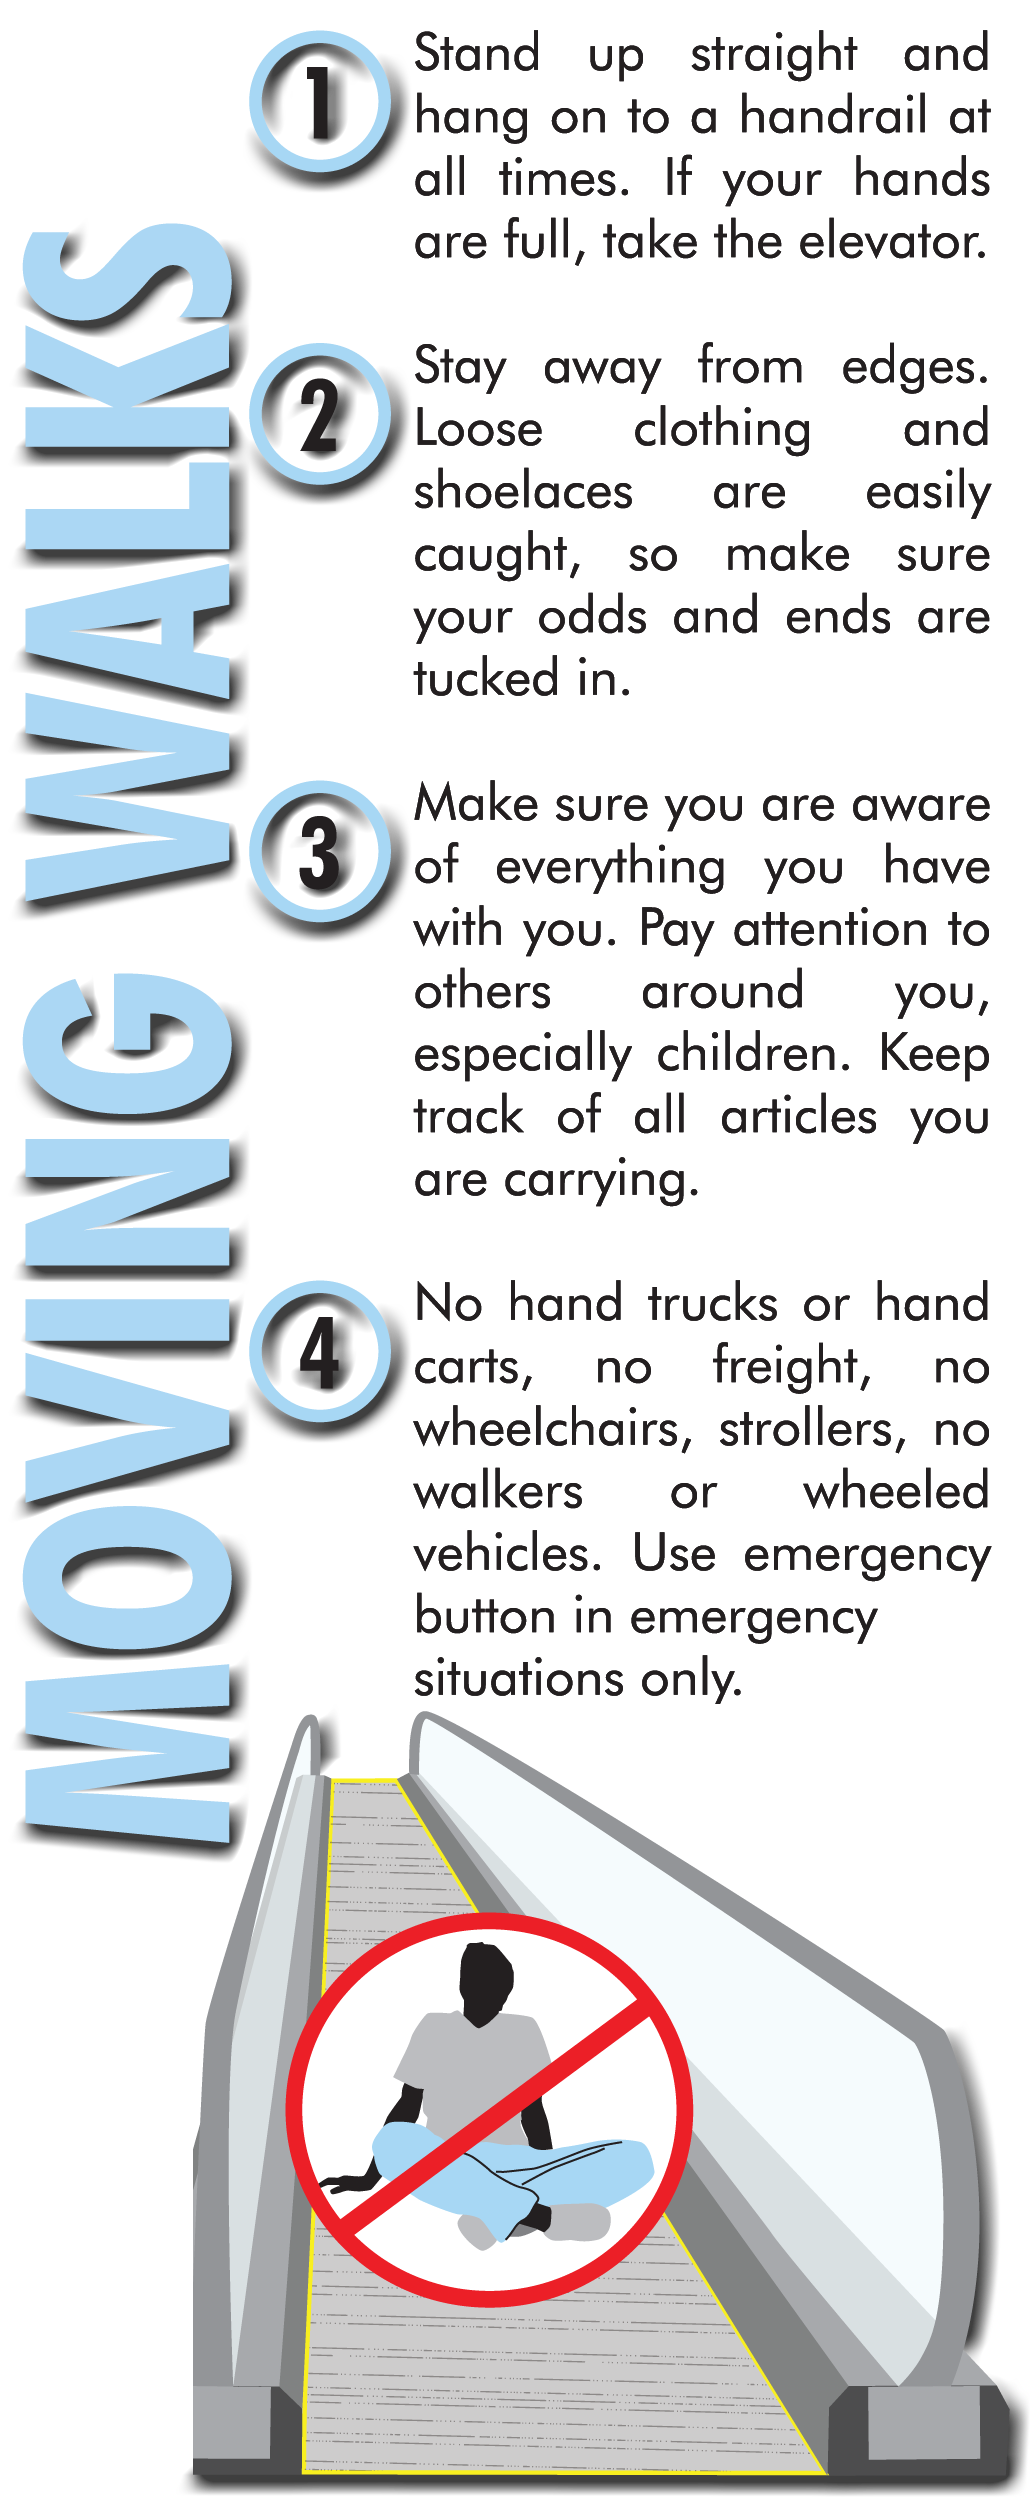 MOVING WALKS
1
Stand up straight and
hang on to a handrail at
all times. If your hands
are full, take the elevator.
2
Stay away from edges.
Loose clothing and
shoelaces are easily
caught, so make sure
your odds and ends are
tucked in.
3
Make sure you are aware
of everything you have
with you. Pay attention to
others around you,
especially children. Keep
track of all articles you
are carrying.
4
No hand trucks or hand
carts, no freight, no
wheelchairs, strollers, no
walkers or wheeled
vehicles. Use emergency
button in emergency
situations only.